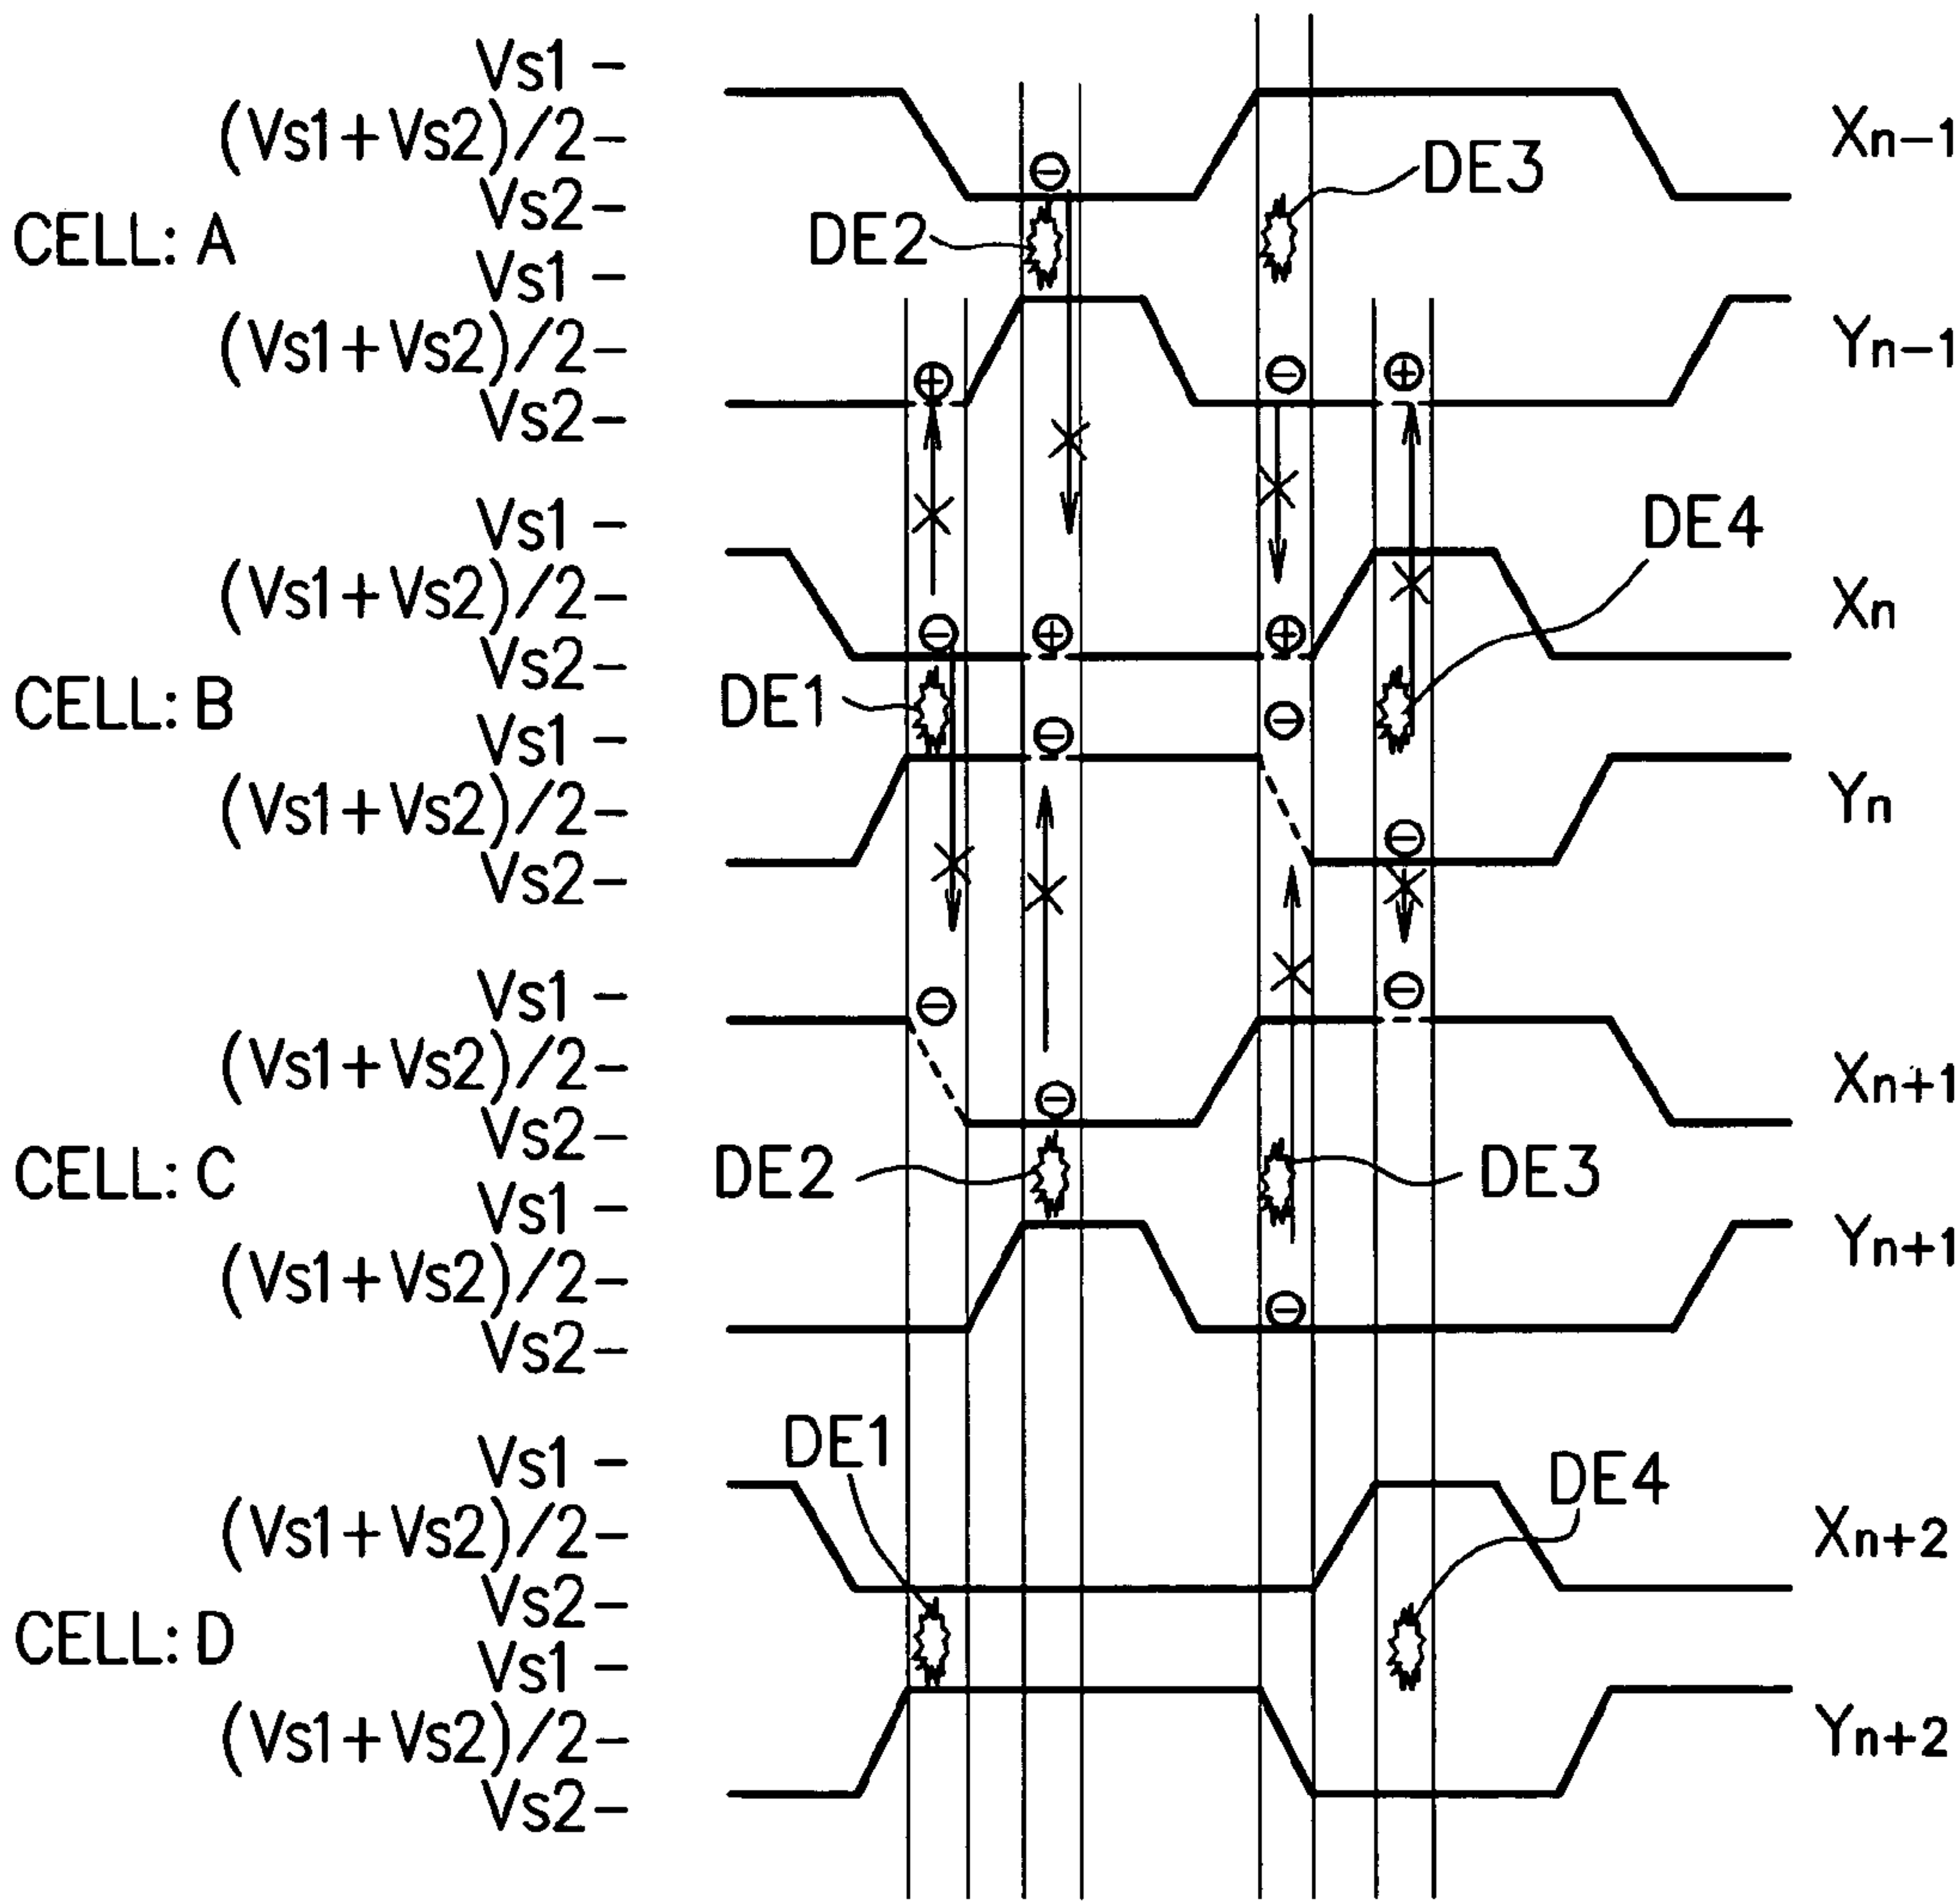 Vs1 -
(Vs1+Vs2)/2-
Xn-1
DE3
Vs2-
CELL: A
DE2
Vs1 -
(Vs1+Vs2)/2-
Yn-1
⊖
⊕
⊖
⊕
Vs2-
Vs1 -
DE4
(Vs1+Vs2)/2-
Xn
⊖
⊕
⊕
Vs2-
CELL: B
DE1
⊖
⊖
Vs1 -
(Vs1+Vs2)/2-
Yn
⊖
Vs2-
Vs1 -
⊖
⊖
(Vs1+Vs2)/2-
Xn+1
⊖
Vs2-
CELL: C
DE2
DE3
Vs1 -
(Vs1+Vs2)/2-
Yn+1
⊖
Vs2-
DE1
Vs1 -
DE4
(Vs1+Vs2)/2-
Xn+2
Vs2-
CELL: D
Vs1 -
(Vs1+Vs2)/2-
Yn+2
Vs2-